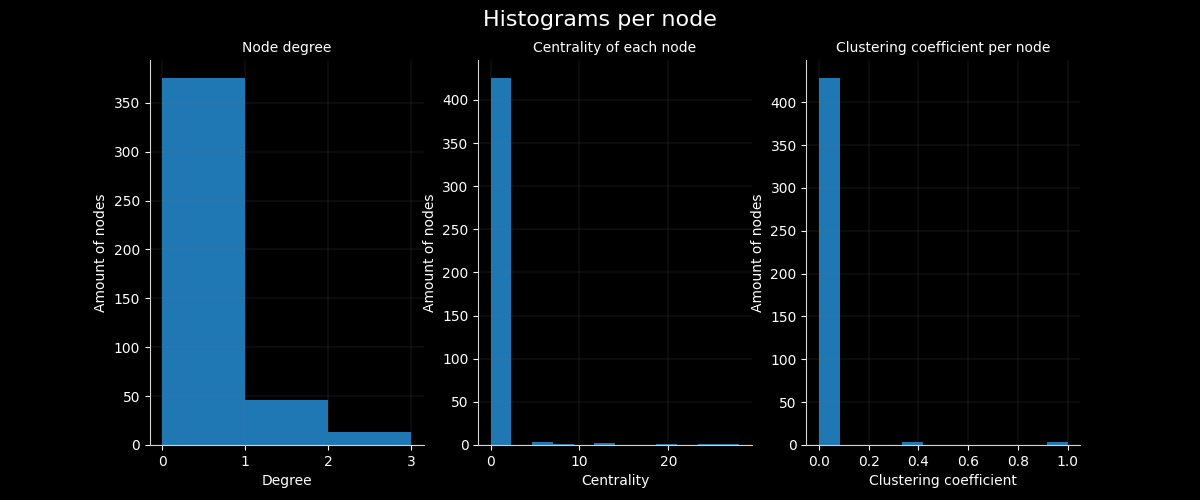 Histograms per node
Node degree
Amount of nodes
350
300
250
200
150
100
50
0
0 1 2 3
Degree
Centrality of each node
Amount of nodes
400
350
300
250
200
150
100
50
0
0 10 20
Centrality
Clustering coefficient per node
Amount of nodes
400
350
300
250
200
150
100
50
0
0.0 0.2 0.4 0.6 0.8 1.0
Clustering coefficient